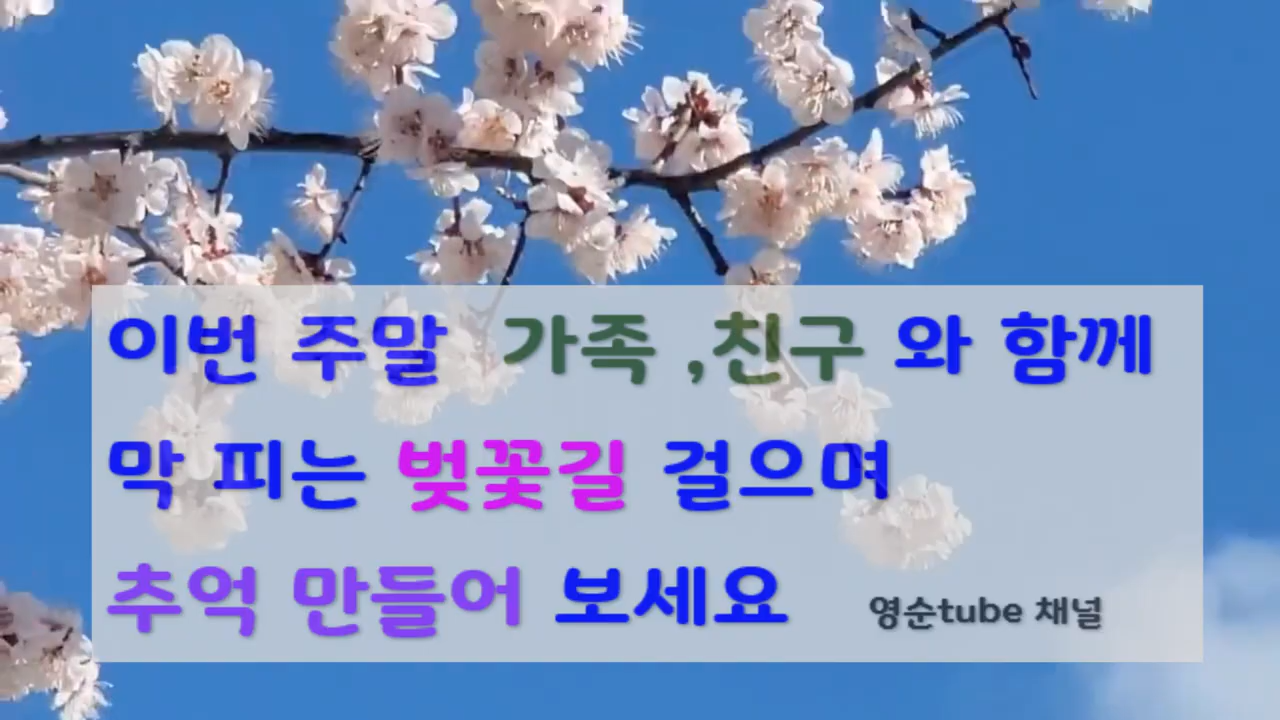 이번 주말 가족 ,친구 와 함께
막 피는 벚꽃길 걸으며
추억 만들어 보세요 영순tube 채널